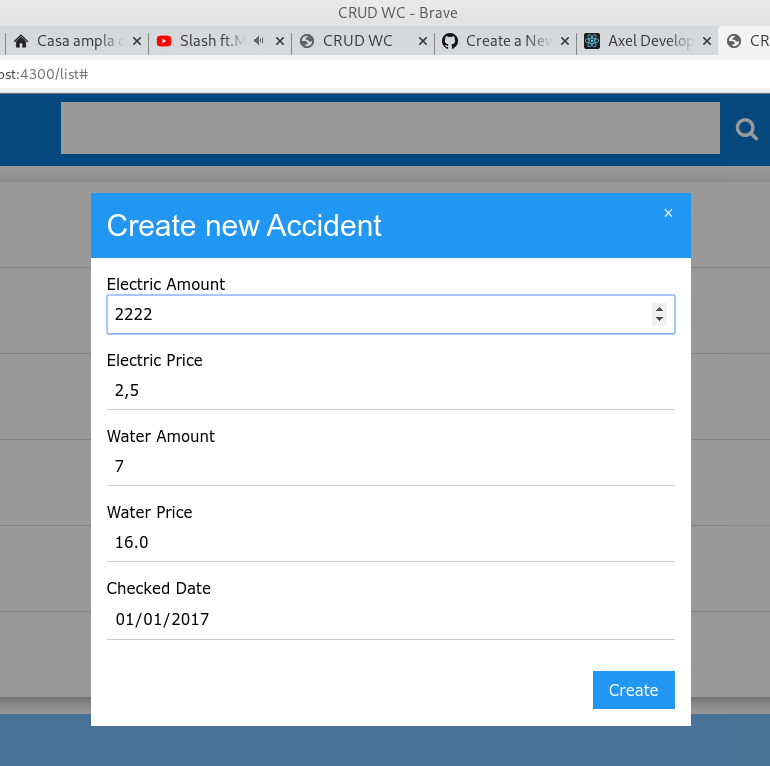 CRUD WC - Brave
Casa ampla
Slash ft.M
CRUD WC
Create a Nev
Axel Develop
CR
ost:4300/list#
Create new Accident
×
Electric Amount
2222
Electric Price
2,5
Water Amount
7
Water Price
16.0
Checked Date
01/01/2017
Create